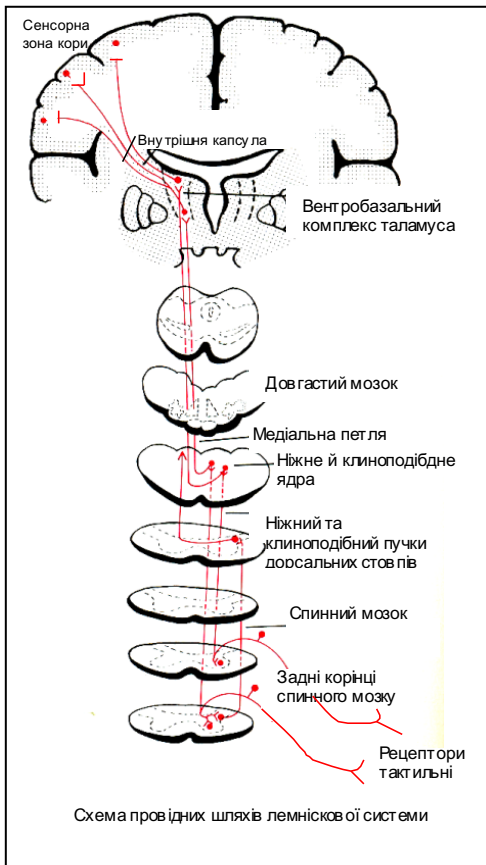 Сенсорна
зона кори
Внутрішня капсула
Вентробазальний
комплекс таламуса
Довгастий мозок
Медіальна петля
Ніжне й клиноподібдне
ядра
Ніжний та
клиноподібний пучки
дорсальних стовпів
Спинний мозок
Задні корінці
спинного мозку
Рецептори
тактильні
Схема провідних шляхів лемніскової системи